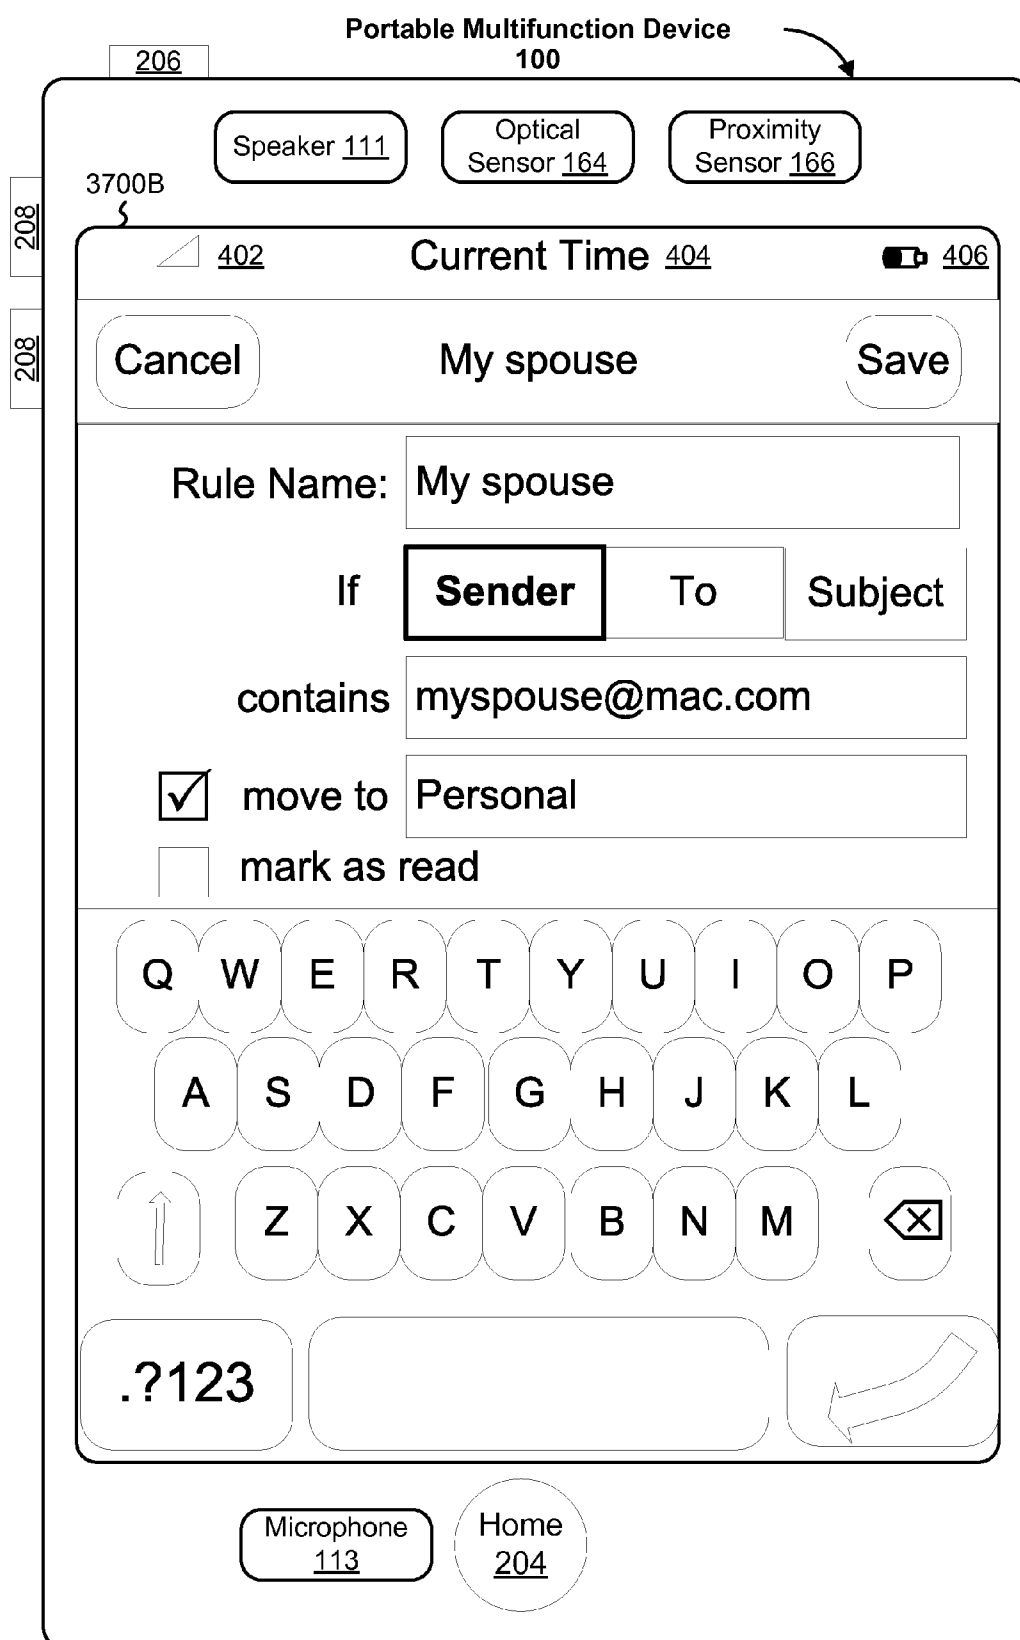 Portable Multifunction Device
100
206
Speaker 111
Optical
Sensor 164
Proximity
Sensor 166
3700B
208
402 Current Time 404 406
208
Cancel My spouse Save
Rule Name: My spouse
If Sender To Subject
contains myspouse@mac.com
move to Personal
mark as read
Q W E R T Y U I O P
A S D F G H J K L
Z X C V B N M
.?123
Microphone
113
Home
204